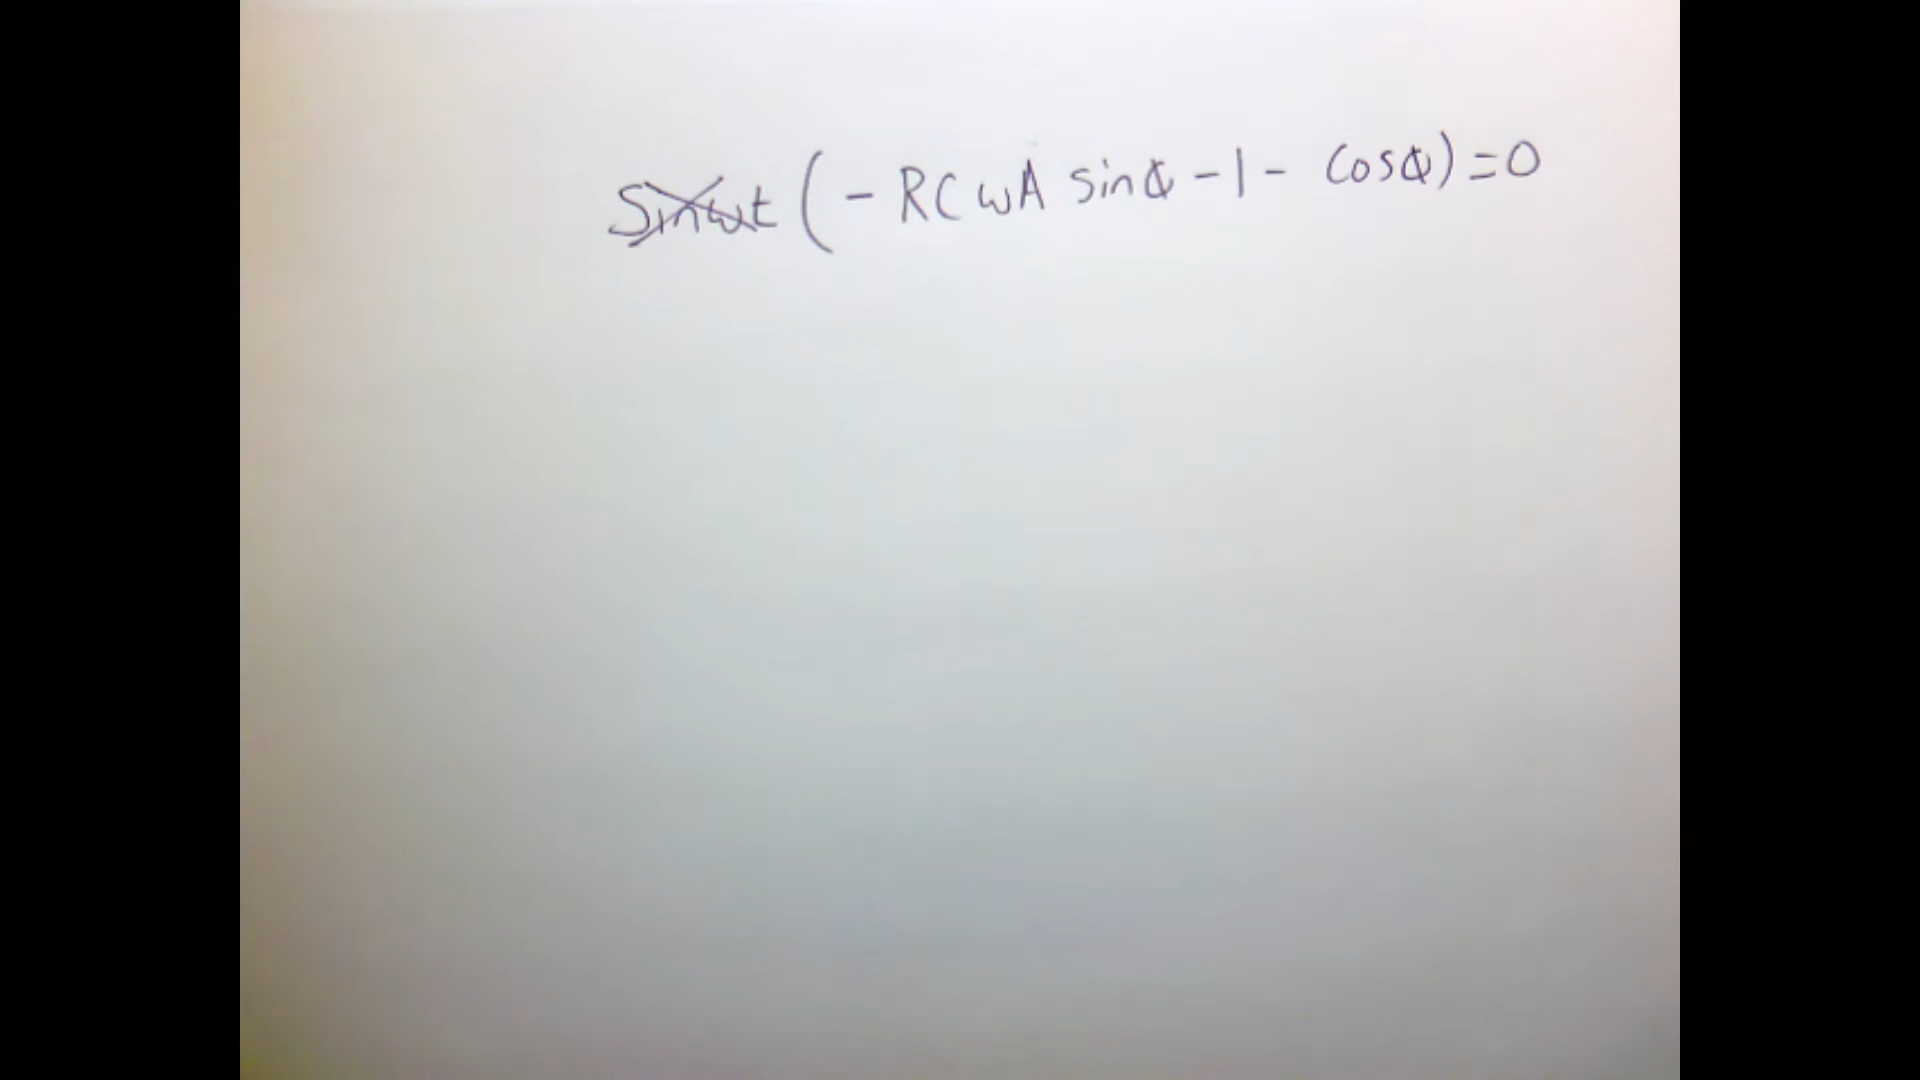 sinωt ( - RCωA sinφ - 1 - cosφ) = 0